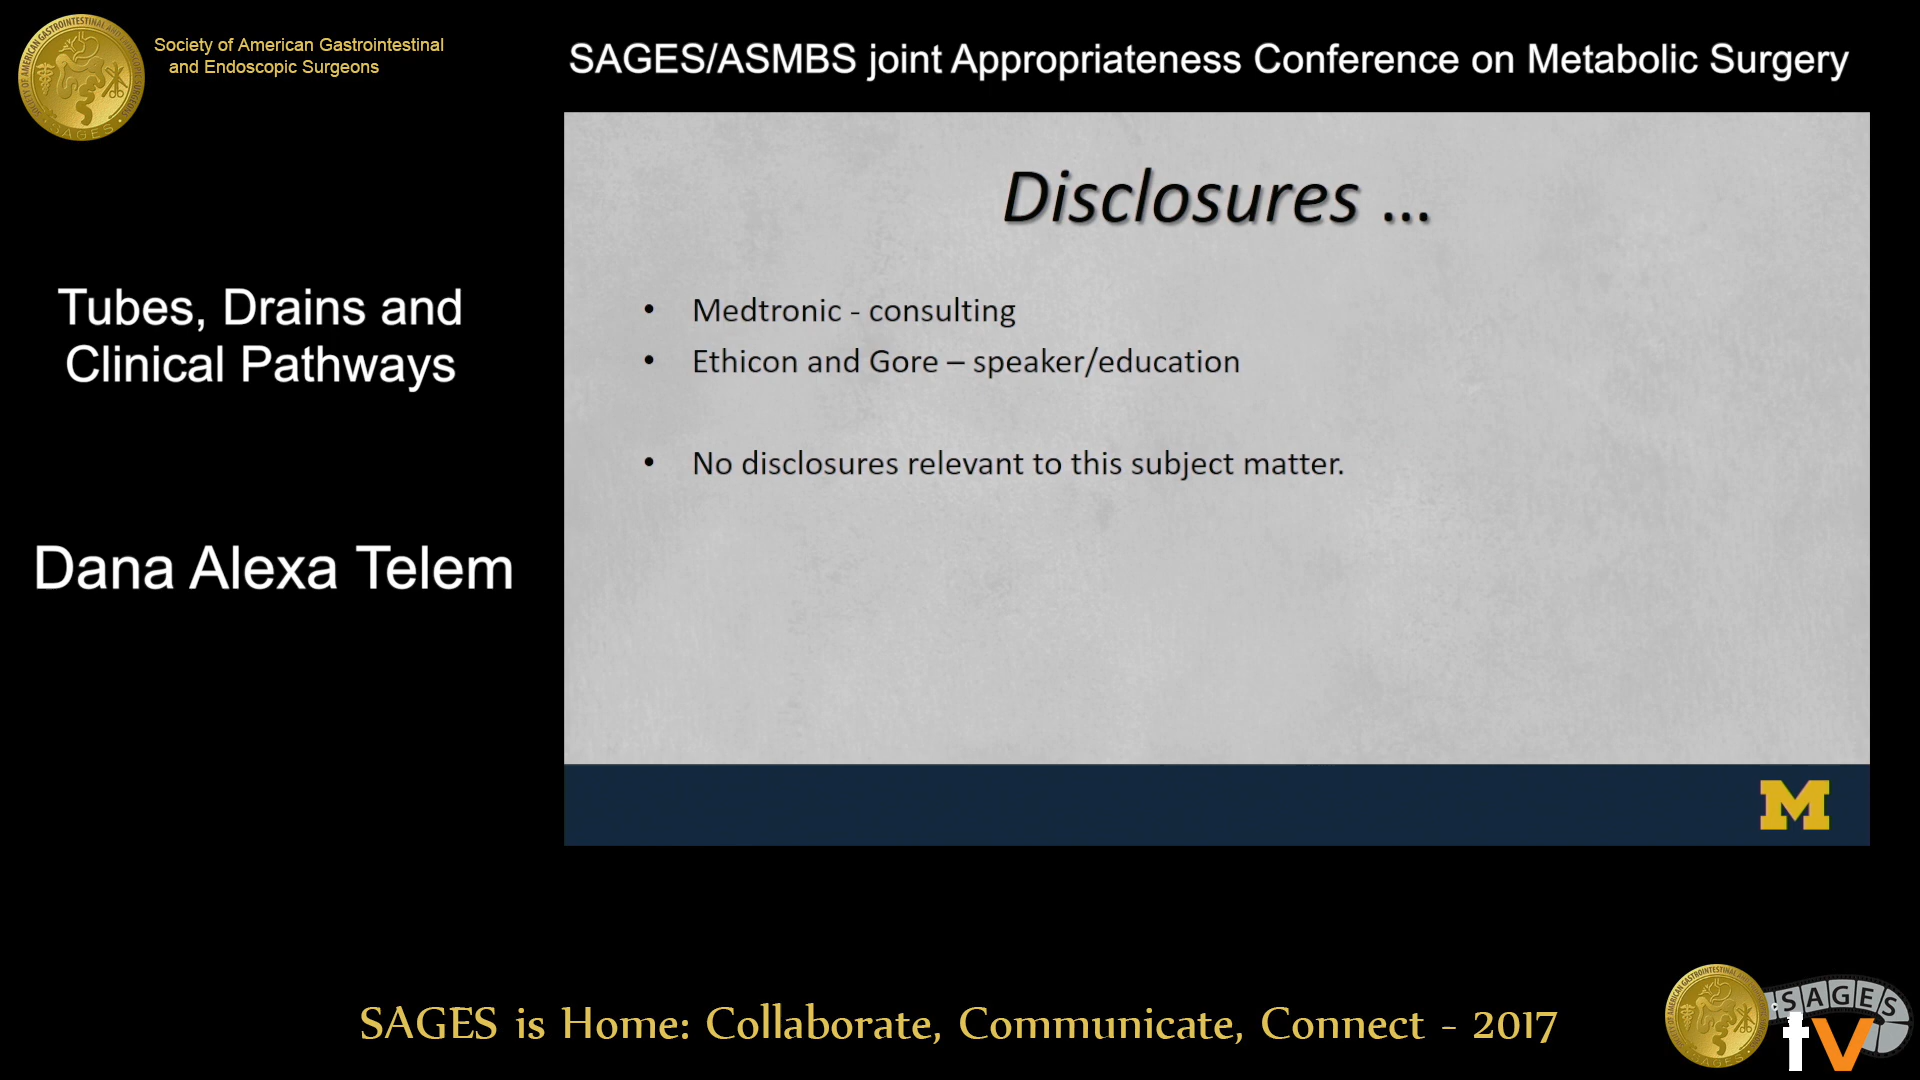 Society of American Gastrointestinal
and Endoscopic Surgeons
SAGES/ASMBS joint Appropriateness Conference on Metabolic Surgery
Tubes, Drains and
Clinical Pathways
Dana Alexa Telem
Disclosures ...
• Medtronic - consulting
• Ethicon and Gore – speaker/education
• No disclosures relevant to this subject matter.
M
SAGES is Home: Collaborate, Communicate, Connect - 2017
SAGES
tv